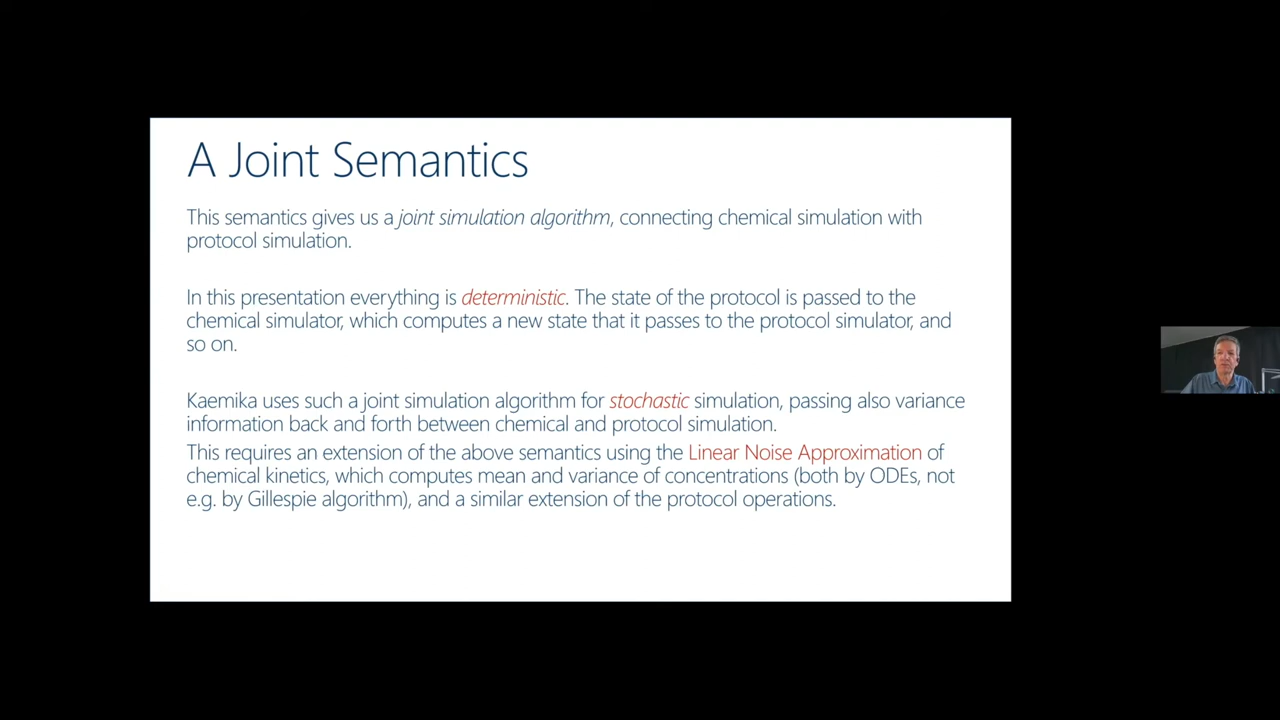 A Joint Semantics
This semantics gives us a joint simulation algorithm, connecting chemical simulation with
protocol simulation.
In this presentation everything is deterministic. The state of the protocol is passed to the
chemical simulator, which computes a new state that it passes to the protocol simulator, and
so on.
Kaemika uses such a joint simulation algorithm for stochastic simulation, passing also variance
information back and forth between chemical and protocol simulation.
This requires an extension of the above semantics using the Linear Noise Approximation of
chemical kinetics, which computes mean and variance of concentrations (both by ODEs, not
e.g. by Gillespie algorithm), and a similar extension of the protocol operations.